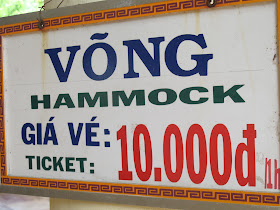 VÕNG
HAMMOCK
GIÁ VÉ: 10.000đ
TICKET: